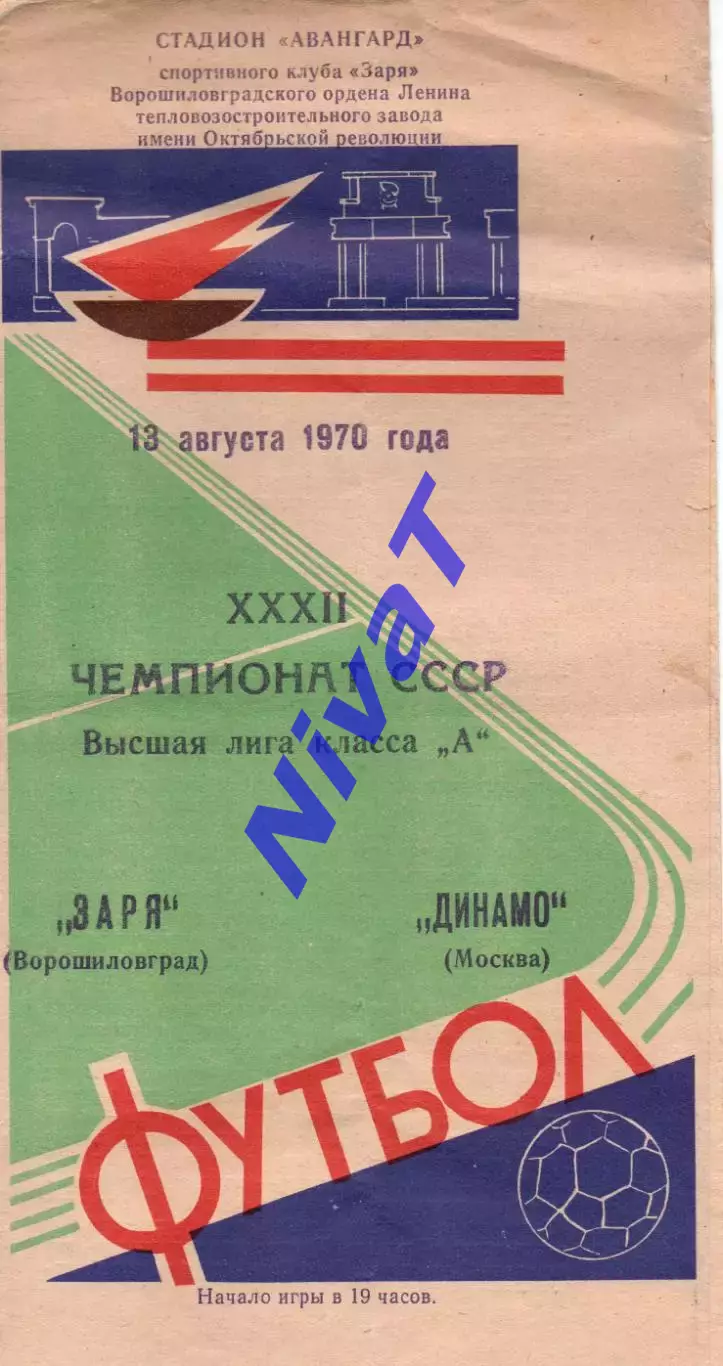 СТАДИОН «АВАНГАРД»
спортивного клуба «Заря»
Ворошиловградского ордена Ленина
тепловозостроительного завода
имени Октябрьской революции
13 августа 1970 года
XXXII
ЧЕМПИОНАТ СССР
Высшая лига класса „А“
NivaT
„ЗАРЯ“
(Ворошиловград)
„ДИНАМО“
(Москва)
ФУТБОЛ
Начало игры в 19 часов.